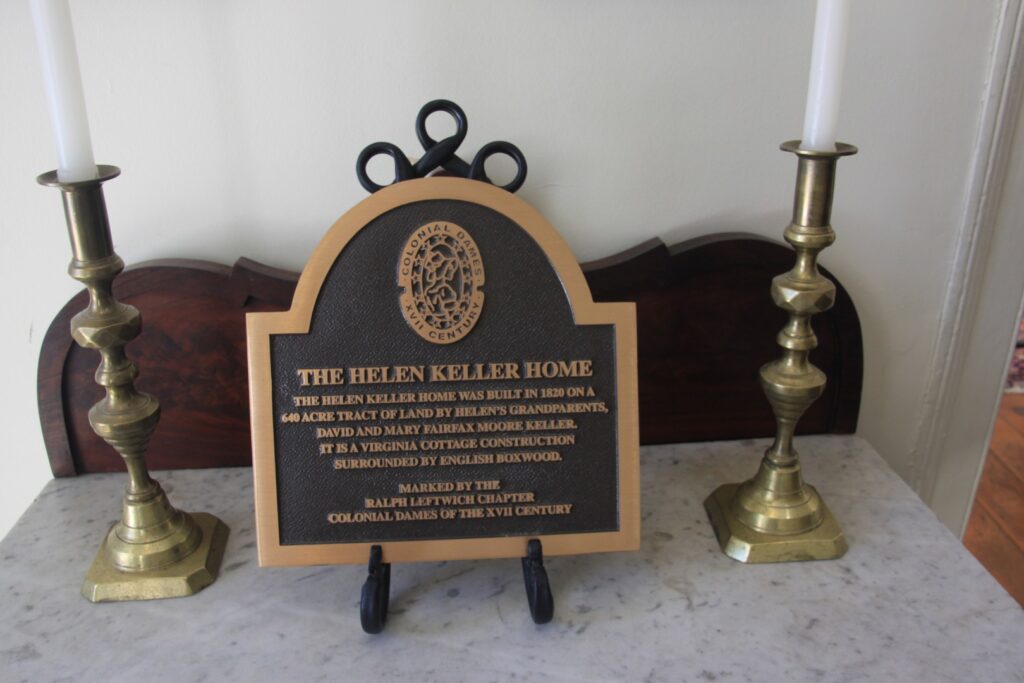 COLONIAL DAMES
XVII CENTURY
THE HELEN KELLER HOME
THE HELEN KELLER HOME WAS BUILT IN 1820 ON A
640 ACRE TRACT OF LAND BY HELEN'S GRANDPARENTS,
DAVID AND MARY FAIRFAX MOORE KELLER.
IT IS A VIRGINIA COTTAGE CONSTRUCTION
SURROUNDED BY ENGLISH BOXWOOD.
MARKED BY THE
RALPH LEFTWICH CHAPTER
COLONIAL DAMES OF THE XVII CENTURY